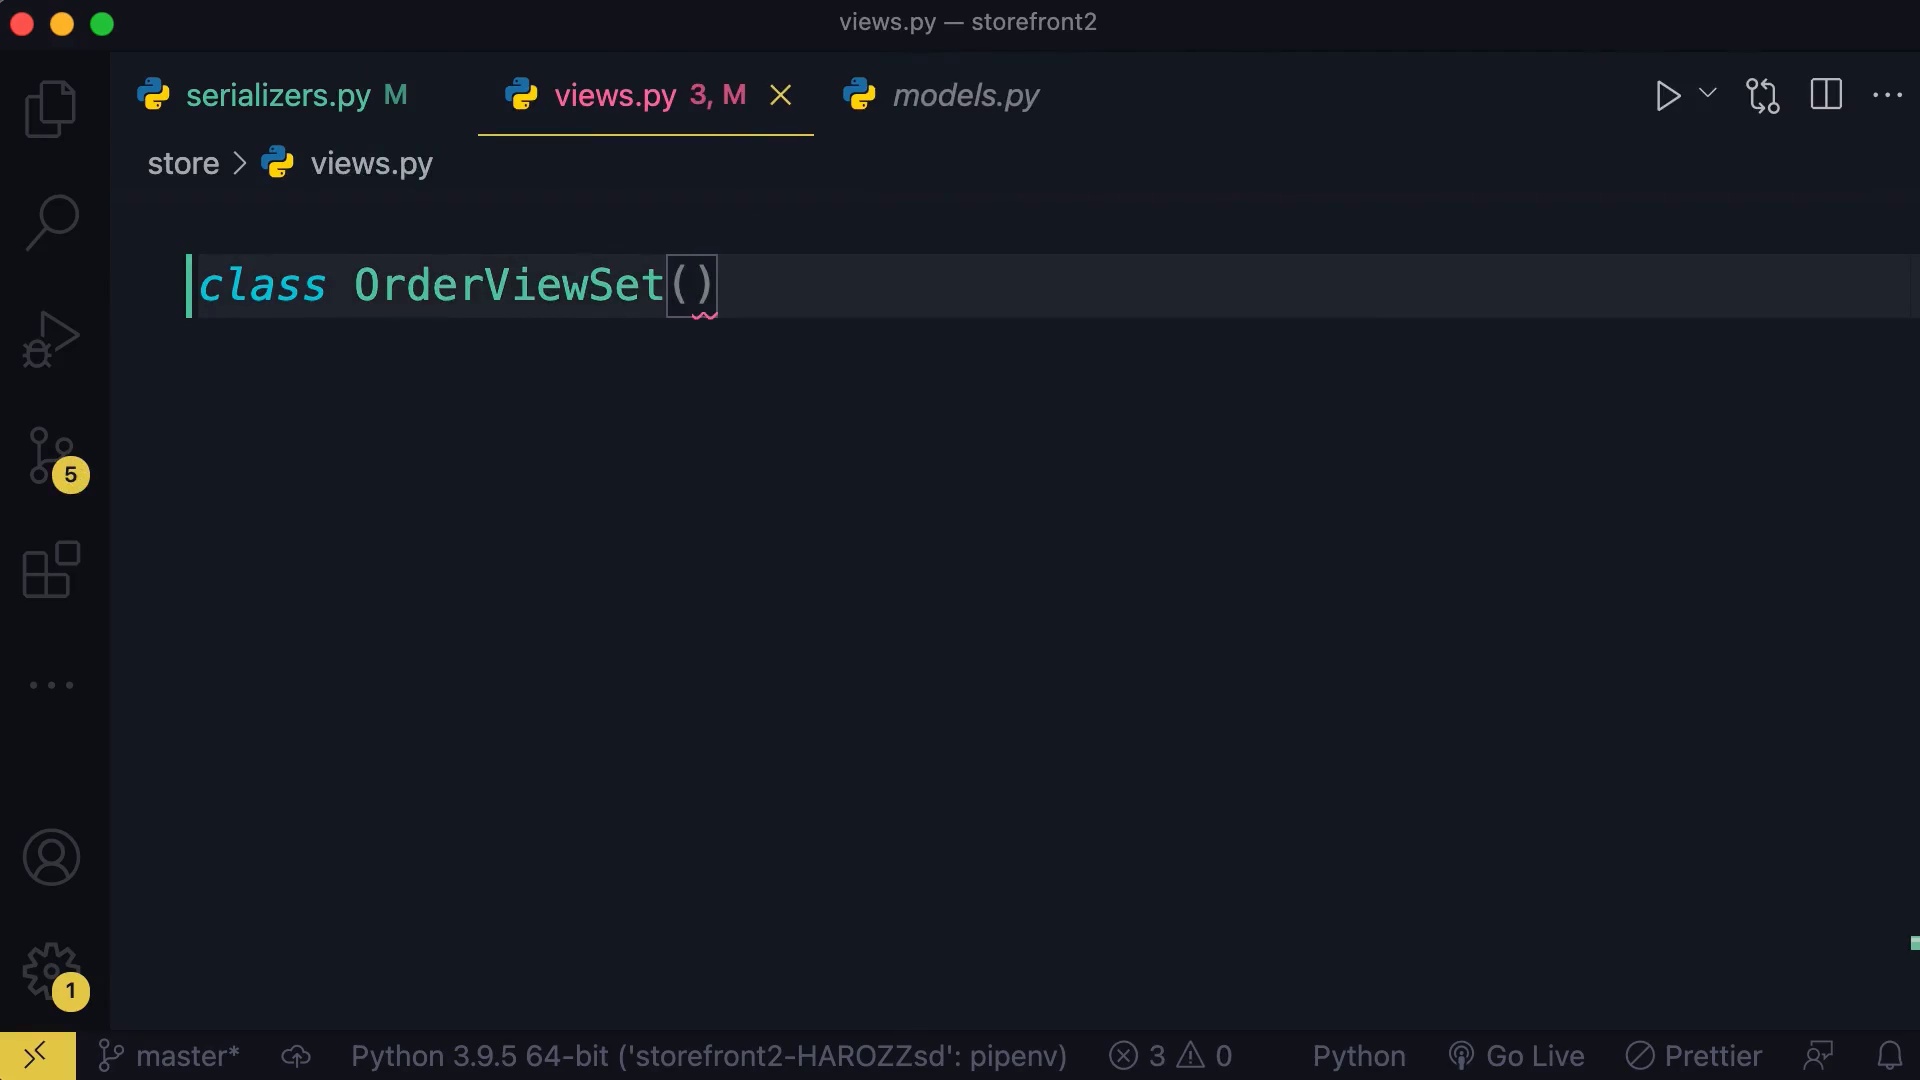 views.py — storefront2
serializers.py M views.py 3, M models.py
store > views.py
class OrderViewSet()
5
1
master* Python 3.9.5 64-bit ('storefront2-HAROZZsd': pipenv) 3 0 Python Go Live Prettier